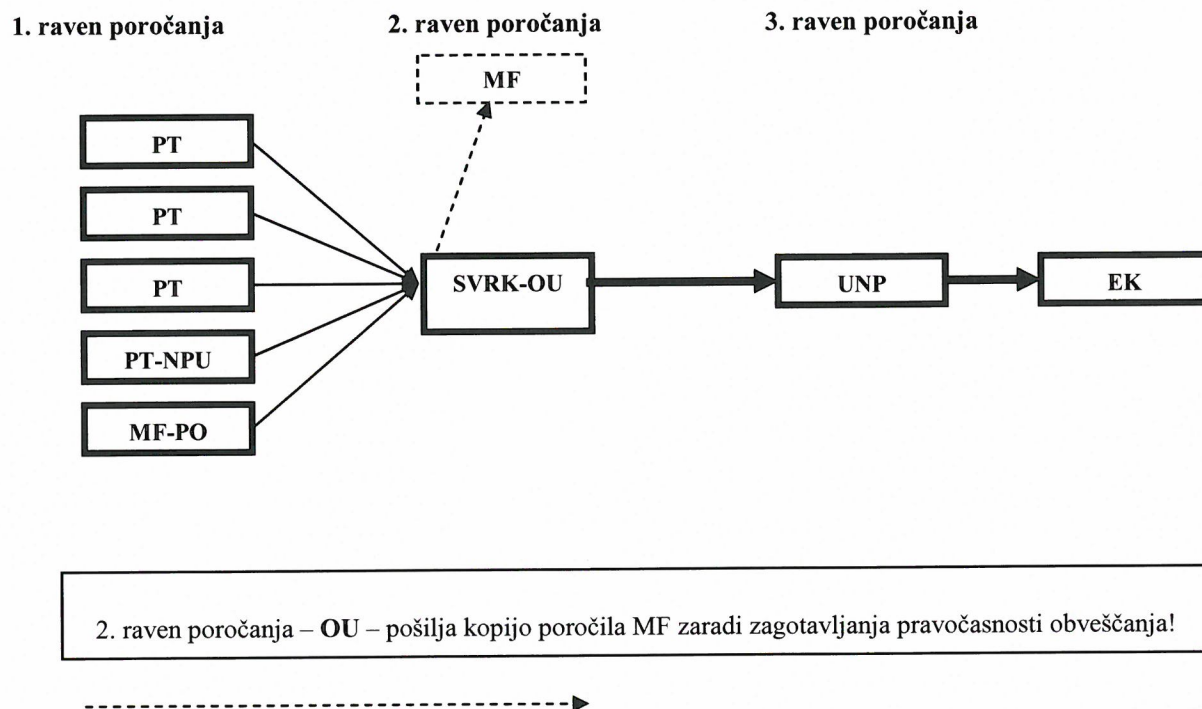 1. raven poročanja
2. raven poročanja
3. raven poročanja
MF
PT
PT
PT
SVRK-OU
UNP
EK
PT-NPU
MF-PO
2. raven poročanja – OU – pošilja kopijo poročila MF zaradi zagotavljanja pravočasnosti obveščanja!